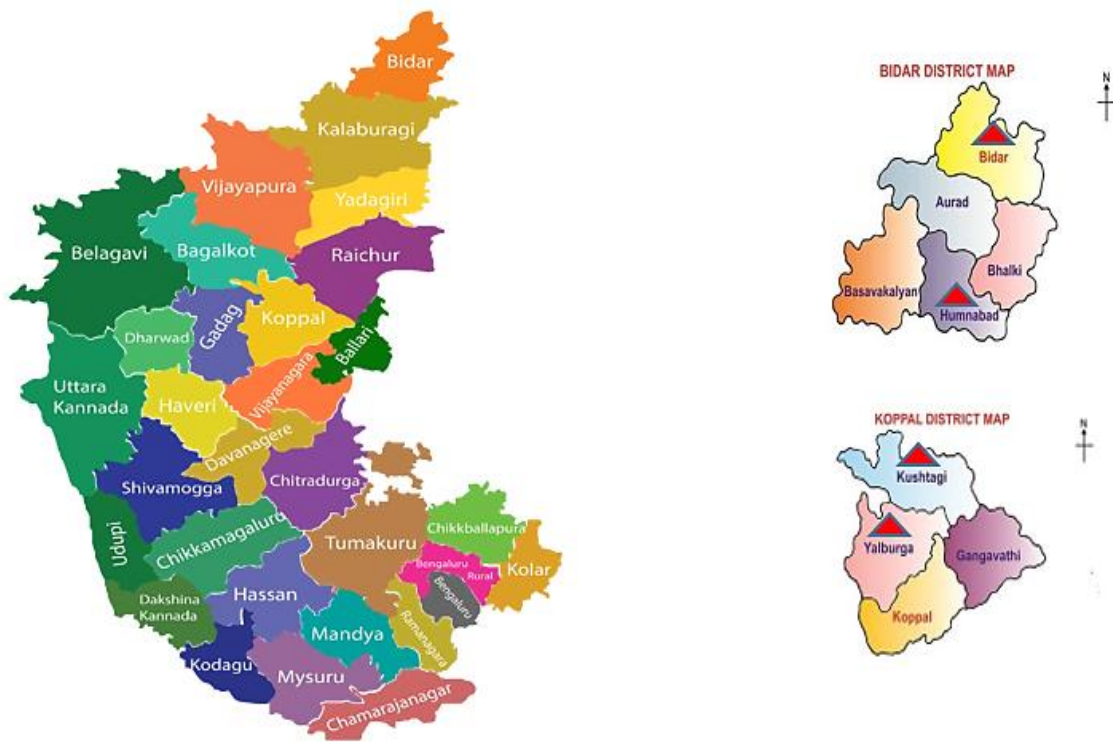 Bidar
Kalaburagi
Vijayapura
Yadagiri
Belagavi
Bagalkot
Raichur
Gadag
Koppal
Dharwad
Ballari
Uttara
Kannada
Haveri
Vijayanagara
Davanagere
Shivamogga
Chitradurga
Udupi
Chikkamagaluru
Tumakuru
Chikkballapura
Bengaluru
Rural
Kolar
Bengaluru
Hassan
Dakshina
Kannada
Mandya
Ramanagara
Kodagu
Mysuru
Chamarajanagar
BIDAR DISTRICT MAP
N
Bidar
Aurad
Bhalki
Basavakalyan
Humnabad
KOPPAL DISTRICT MAP
N
Kushtagi
Yalburga
Gangavathi
Koppal